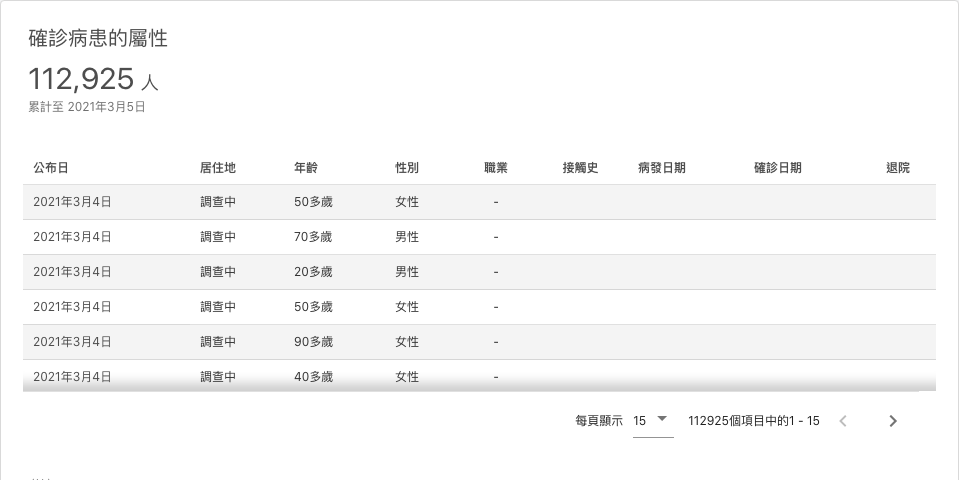 確診病患的屬性
112,925 人
累計至 2021年3月5日
公布日 居住地 年齡 性別 職業 接觸史 病發日期 確診日期 退院
2021年3月4日 調查中 50多歲 女性 -
2021年3月4日 調查中 70多歲 男性 -
2021年3月4日 調查中 20多歲 男性 -
2021年3月4日 調查中 50多歲 女性 -
2021年3月4日 調查中 90多歲 女性 -
2021年3月4日 調查中 40多歲 女性 -
每頁顯示 15 112925個項目中的1 - 15